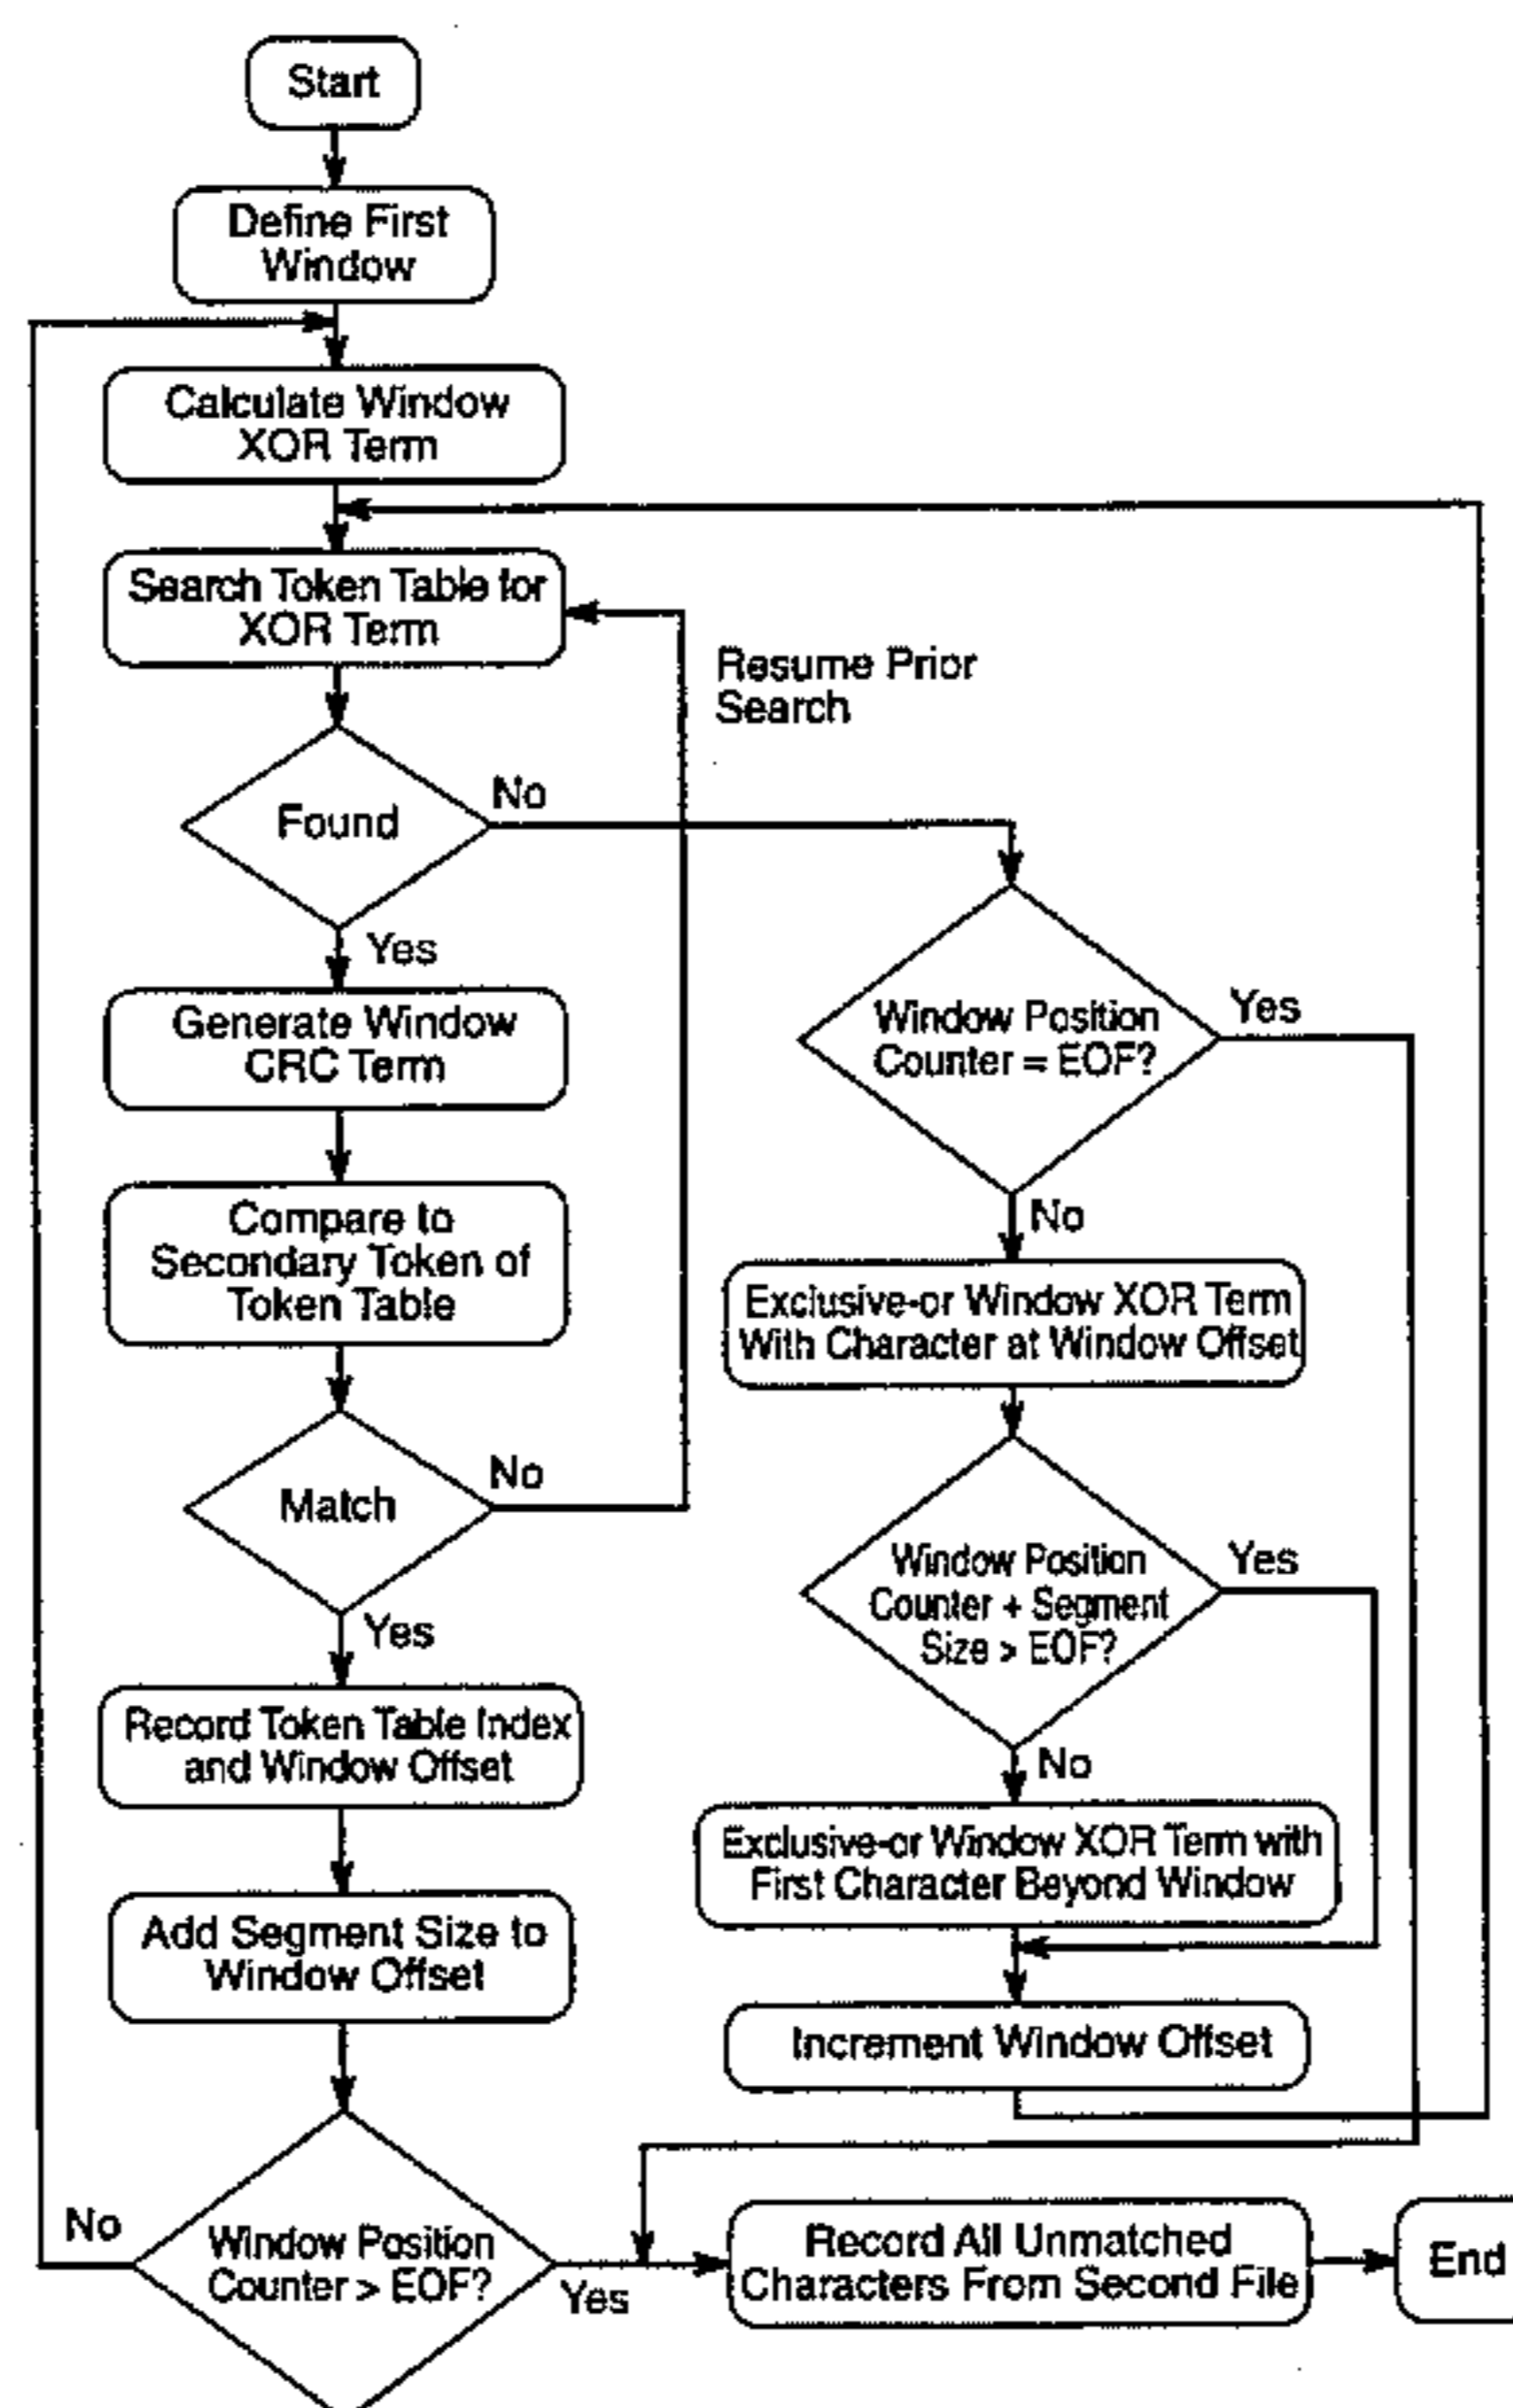 Start
Define First
Window
Calculate Window
XOR Term
Search Token Table for
XOR Term
Resume Prior
Search
Found
No
Yes
Generate Window
CRC Term
Compare to
Secondary Token of
Token Table
Match
No
Yes
Record Token Table Index
and Window Offset
Add Segment Size to
Window Offset
No
Window Position
Counter > EOF?
Yes
Window Position
Counter = EOF?
Yes
No
Exclusive-or Window XOR Term
With Character at Window Offset
Window Position
Counter + Segment
Size > EOF?
Yes
No
Exclusive-or Window XOR Term with
First Character Beyond Window
Increment Window Offset
Record All Unmatched
Characters From Second File
End